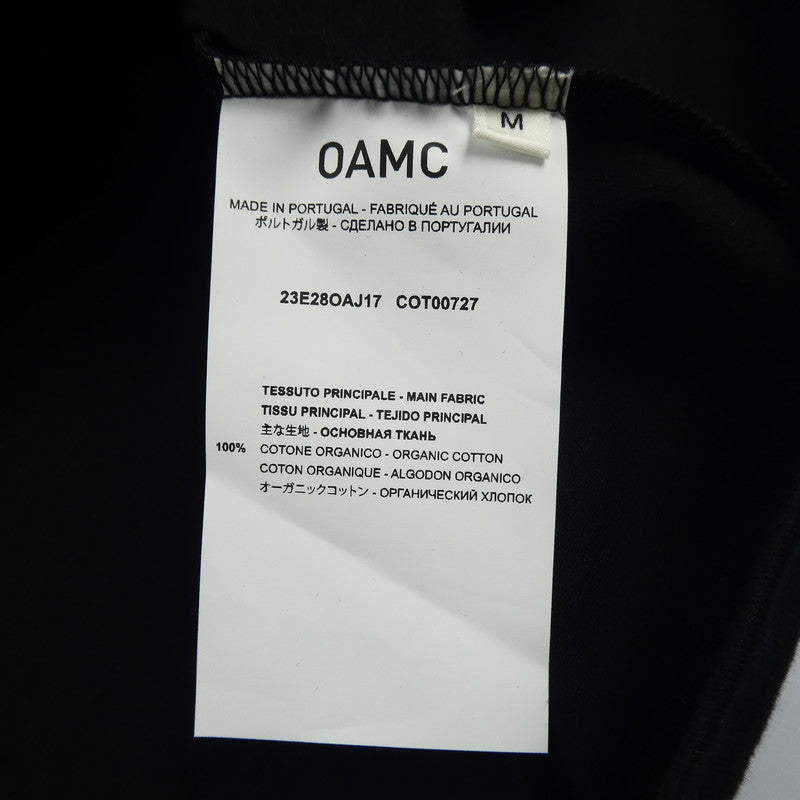 M
OAMC
MADE IN PORTUGAL - FABRIQUÉ AU PORTUGAL
ポルトガル製 - СДЕЛАНО В ПОРТУГАЛИИ
23E28OAJ17 COT00727
TESSUTO PRINCIPALE - MAIN FABRIC
TISSU PRINCIPAL - TEJIDO PRINCIPAL
主な生地 - ОСНОВНАЯ ТКАНЬ
100% COTONE ORGANICO - ORGANIC COTTON
COTON ORGANIQUE - ALGODON ORGANICO
オーガニックコットン - ОРГАНИЧЕСКИЙ ХЛОПОК